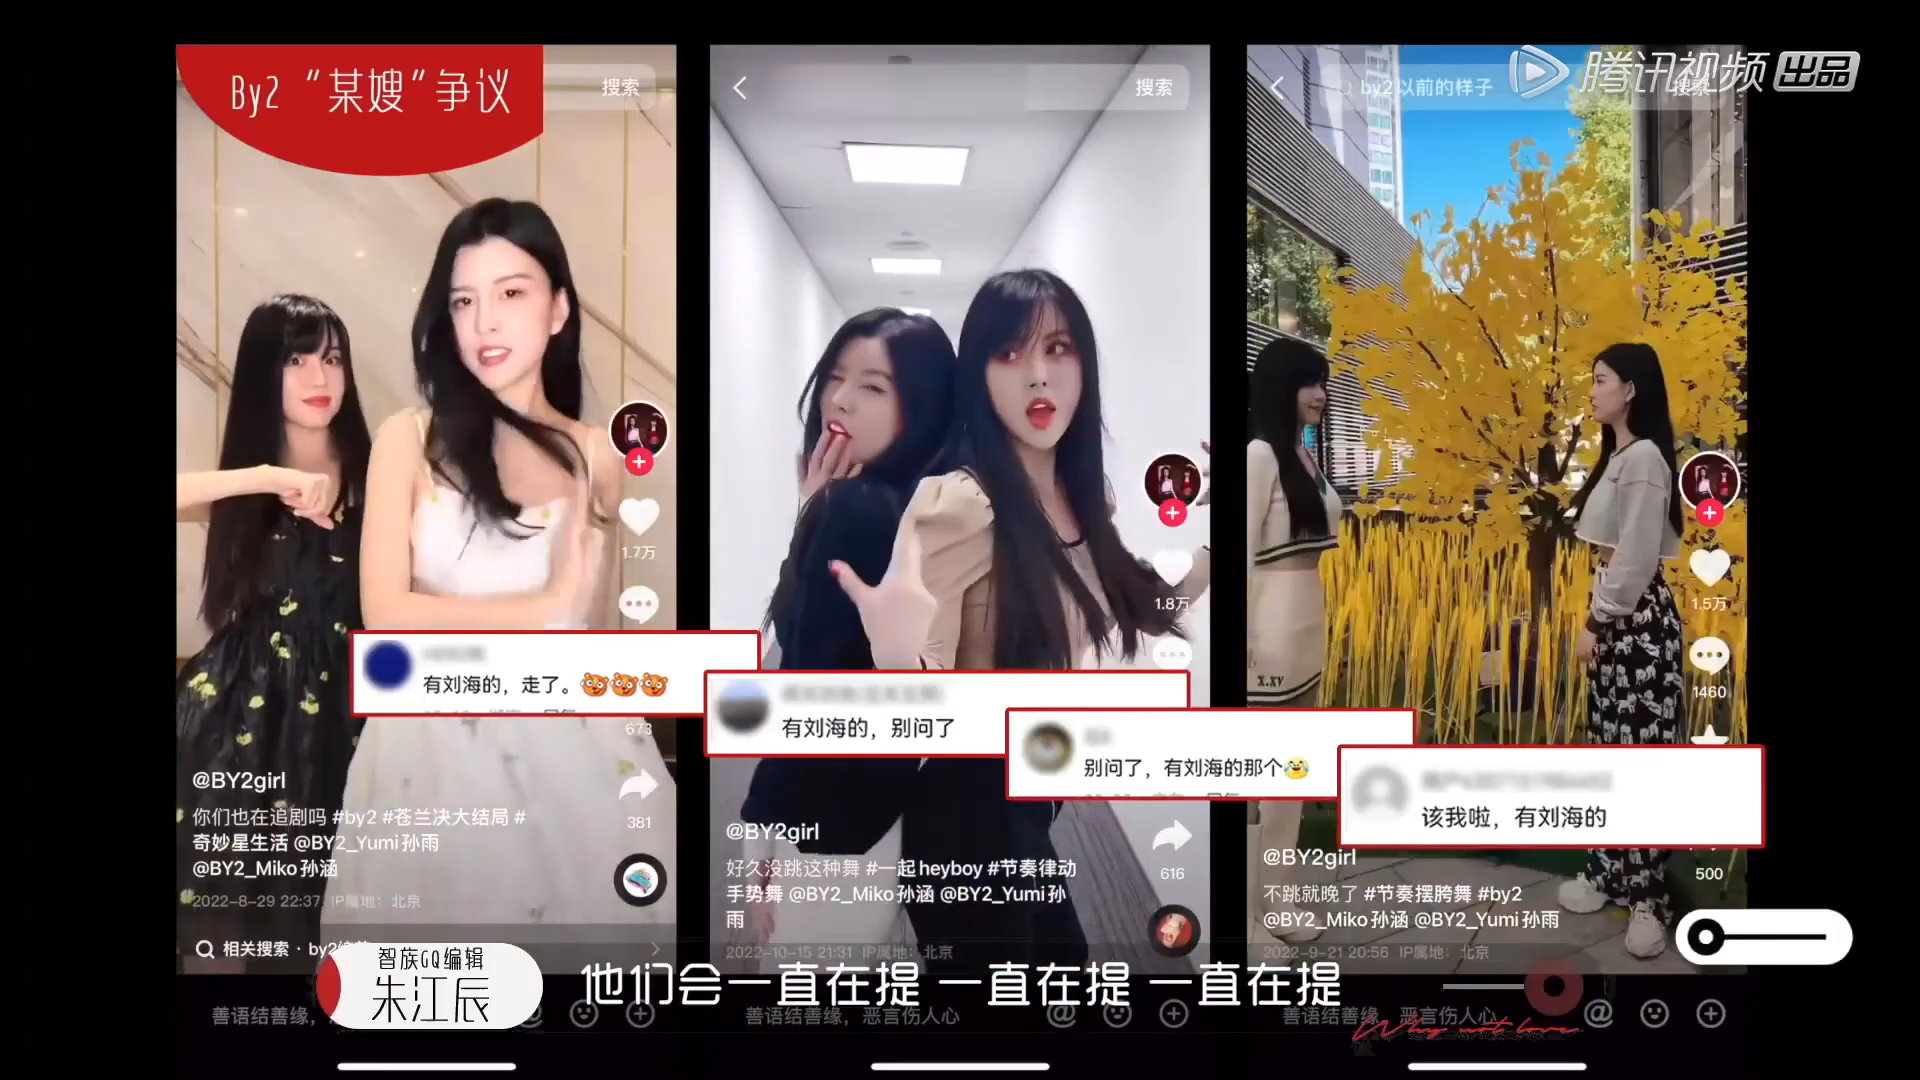 By2 “某嫂”争议
搜索
@BY2girl
你们也在追剧吗 #by2 #苍兰决大结局 #
奇妙星生活 @BY2_Yumi孙雨
@BY2_Miko孙涵
2022-8-29 22:37 IP属地：北京
相关搜索 · by2
1.7万
673
381
善语结善缘，
搜索
@BY2girl
好久没跳这种舞 #一起heyboy #节奏律动
手势舞 @BY2_Miko孙涵 @BY2_Yumi孙
雨
2022-10-15 21:31 IP属地：北京
1.8万
616
善语结善缘，恶言伤人心
by2以前的样子
搜索
腾讯视频 出品
@BY2girl
不跳就晚了 #节奏摆胯舞 #by2
@BY2_Miko孙涵 @BY2_Yumi孙雨
2022-9-21 20:56 IP属地：北京
1.5万
1460
500
善语结善缘，恶言伤人心
X.XV
有刘海的，走了。
有刘海的，别问了
别问了，有刘海的那个
该我啦，有刘海的
智族GQ编辑
朱江辰
他们会一直在提 一直在提 一直在提
Why not love